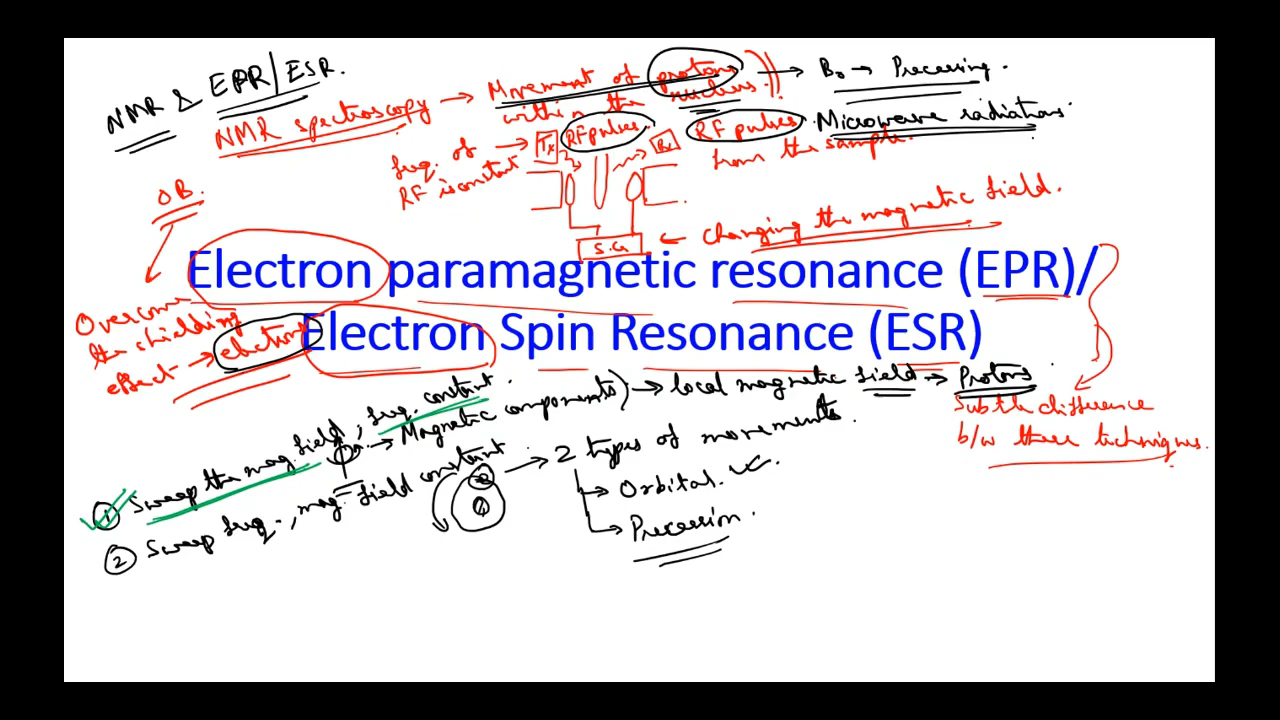 NMR & EPR/ESR.
NMR spectroscopy → Movement of protons → B₀ → Precessing.
within the nucleus.
freq. of → Tx RF pulses. RF pulses Microwave radiations.
RF is constant from the sample.
OB.
S.G ← Changing the magnetic field.
Electron paramagnetic resonance (EPR)/
Electron Spin Resonance (ESR)
Overcome
the shielding
effect → electrons
Subtle difference
b/w these techniques.
① Sweep the mag. field, freq. constant.
→ Magnetic components) → local magnetic field → Protons
② Sweep freq., mag. field constant
→ 2 types of movements.
→ Orbital.
→ Precession.